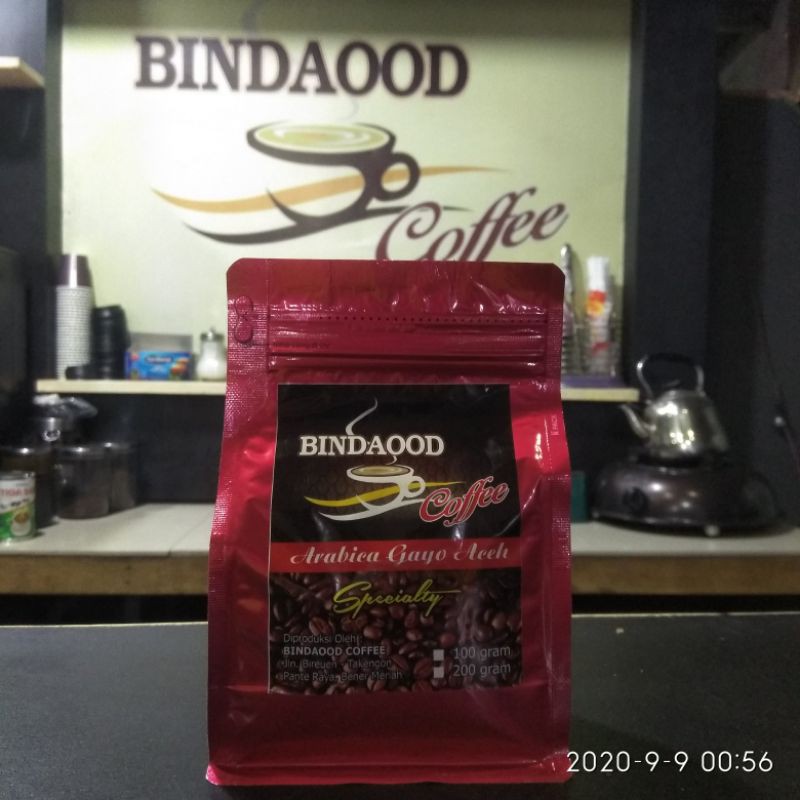 BINDAOOD
Coffee
BINDAOOD
Coffee
Arabica Gayo Aceh
Specialty
Diproduksi Oleh :
BINDAOOD COFFEE
Jln. Bireuen - Takengon
Pante Raya, Bener Meriah
100 gram
200 gram
2020-9-9 00:56